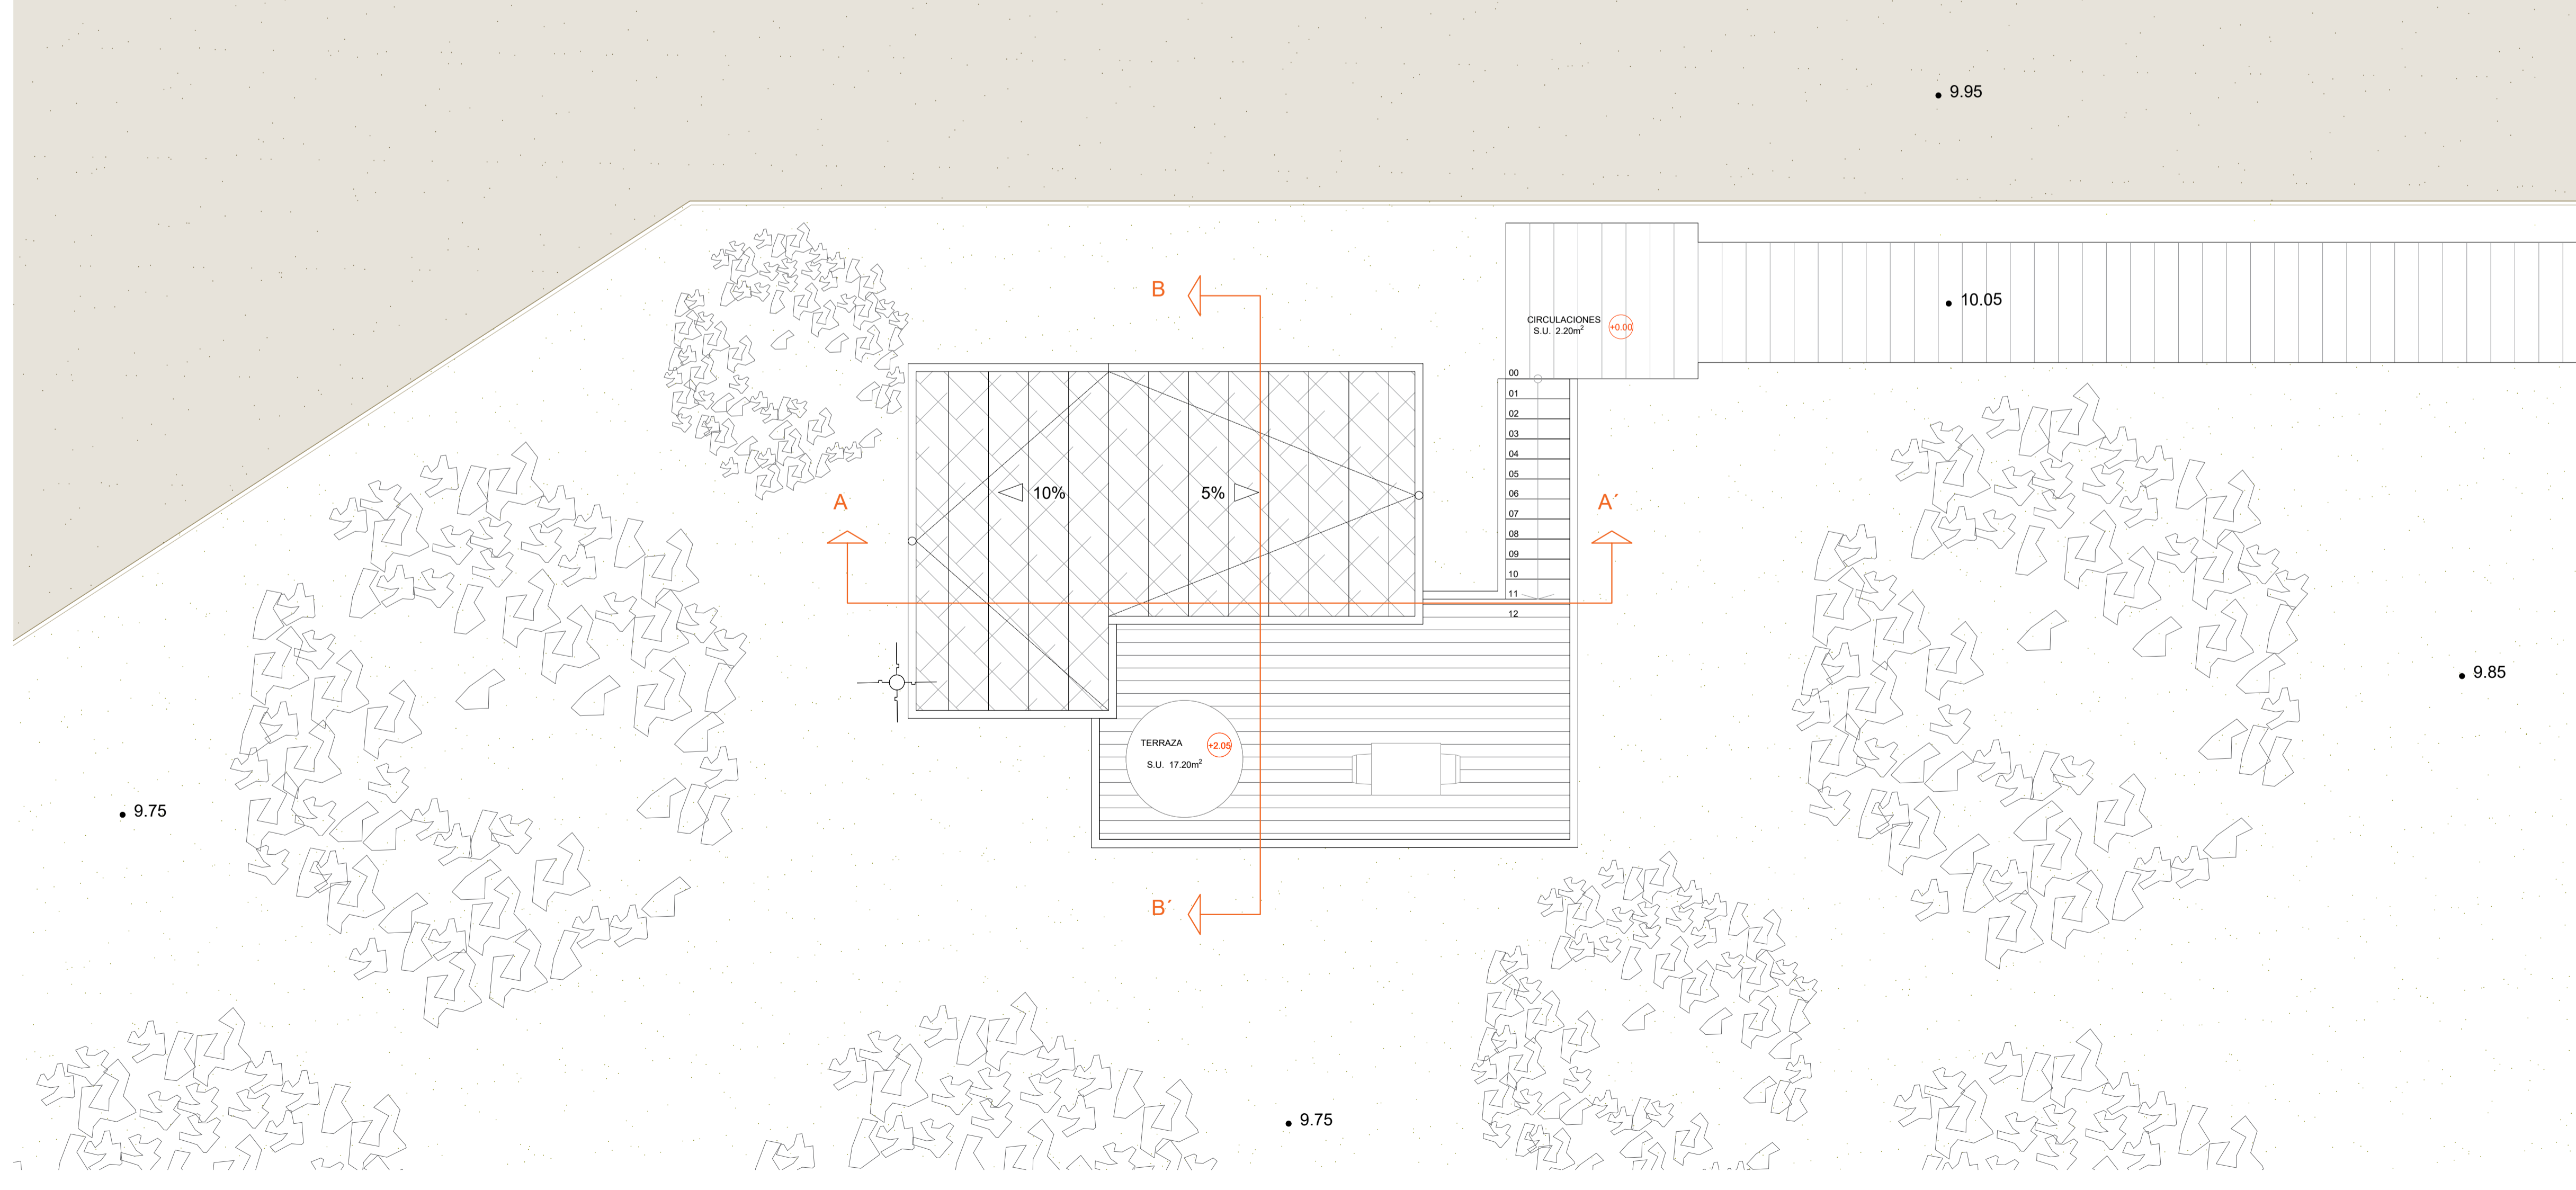 9.95
B
10.05
CIRCULACIONES +0.00
S.U. 2.20m²
00
01
02
03
04
05
06
07
08
09
10
11
12
10%
5%
A
A´
9.85
TERRAZA +2.05
S.U. 17.20m²
9.75
B´
9.75